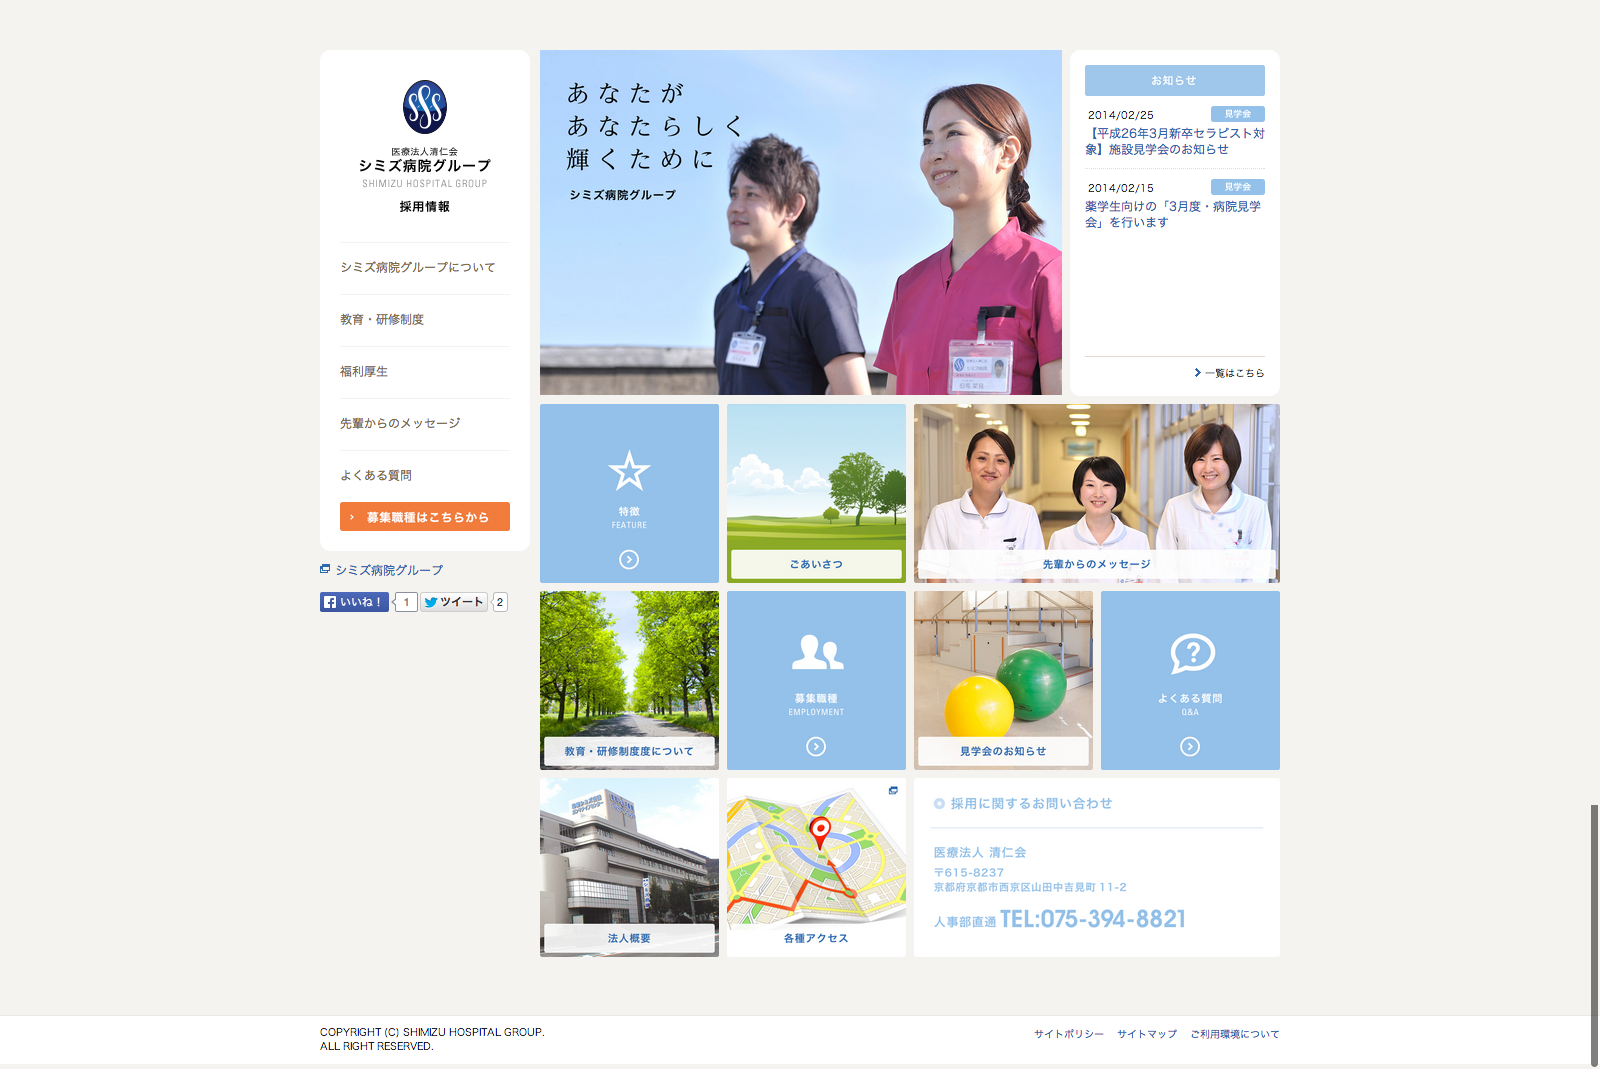 医療法人清仁会
シミズ病院グループ
SHIMIZU HOSPITAL GROUP
採用情報
シミズ病院グループについて
教育・研修制度
福利厚生
先輩からのメッセージ
よくある質問
募集職種はこちらから
シミズ病院グループ
いいね！ 1 ツイート 2
あなたが
あなたらしく
輝くために
シミズ病院グループ
お知らせ
2014/02/25 見学会
【平成26年3月新卒セラピスト対
象】施設見学会のお知らせ
2014/02/15 見学会
薬学生向けの「3月度・病院見学
会」を行います
一覧はこちら
特徴
FEATURE
ごあいさつ
先輩からのメッセージ
教育・研修制度度について
募集職種
EMPLOYMENT
見学会のお知らせ
よくある質問
Q&A
法人概要
各種アクセス
採用に関するお問い合わせ
医療法人 清仁会
〒615-8237
京都府京都市西京区山田中吉見町 11-2
人事部直通 TEL:075-394-8821
COPYRIGHT (C) SHIMIZU HOSPITAL GROUP.
ALL RIGHT RESERVED.
サイトポリシー サイトマップ ご利用環境について